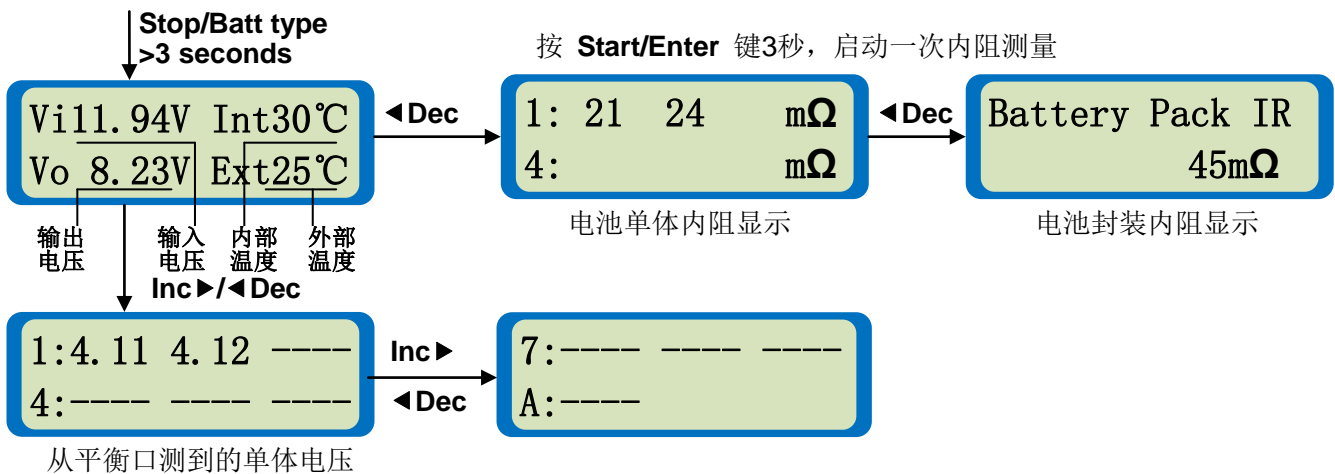 Stop/Batt type
>3 seconds
按 Start/Enter 键3秒，启动一次内阻测量
Vi11.94V Int30℃
Vo 8.23V Ext25℃
◀Dec
1: 21 24 mΩ
4: mΩ
◀Dec
Battery Pack IR
45mΩ
输出
电压
输入
电压
内部
温度
外部
温度
电池单体内阻显示
电池封装内阻显示
Inc▶/◀Dec
1:4.11 4.12 ----
4:---- ---- ----
Inc▶
◀Dec
7:---- ---- ----
A:----
从平衡口测到的单体电压